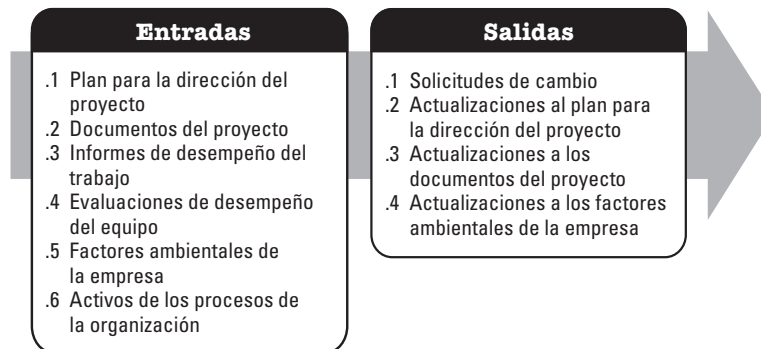 Entradas
.1 Plan para la dirección del
proyecto
.2 Documentos del proyecto
.3 Informes de desempeño del
trabajo
.4 Evaluaciones de desempeño
del equipo
.5 Factores ambientales de
la empresa
.6 Activos de los procesos de
la organización
Salidas
.1 Solicitudes de cambio
.2 Actualizaciones al plan para
la dirección del proyecto
.3 Actualizaciones a los
documentos del proyecto
.4 Actualizaciones a los factores
ambientales de la empresa